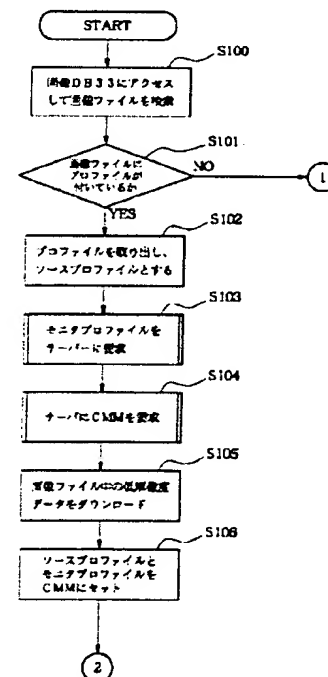 START
S100
画像DB33にアクセス
して画像ファイルを検索
S101
画像ファイルに
プロファイルが
付いているか
NO
1
YES
S102
プロファイルを取り出し、
ソースプロファイルとする
S103
モニタプロファイルを
サーバーに要求
S104
サーバにCMMを要求
S105
画像ファイル中の低解像度
データをダウンロード
S106
ソースプロファイルと
モニタプロファイルを
CMMにセット
2